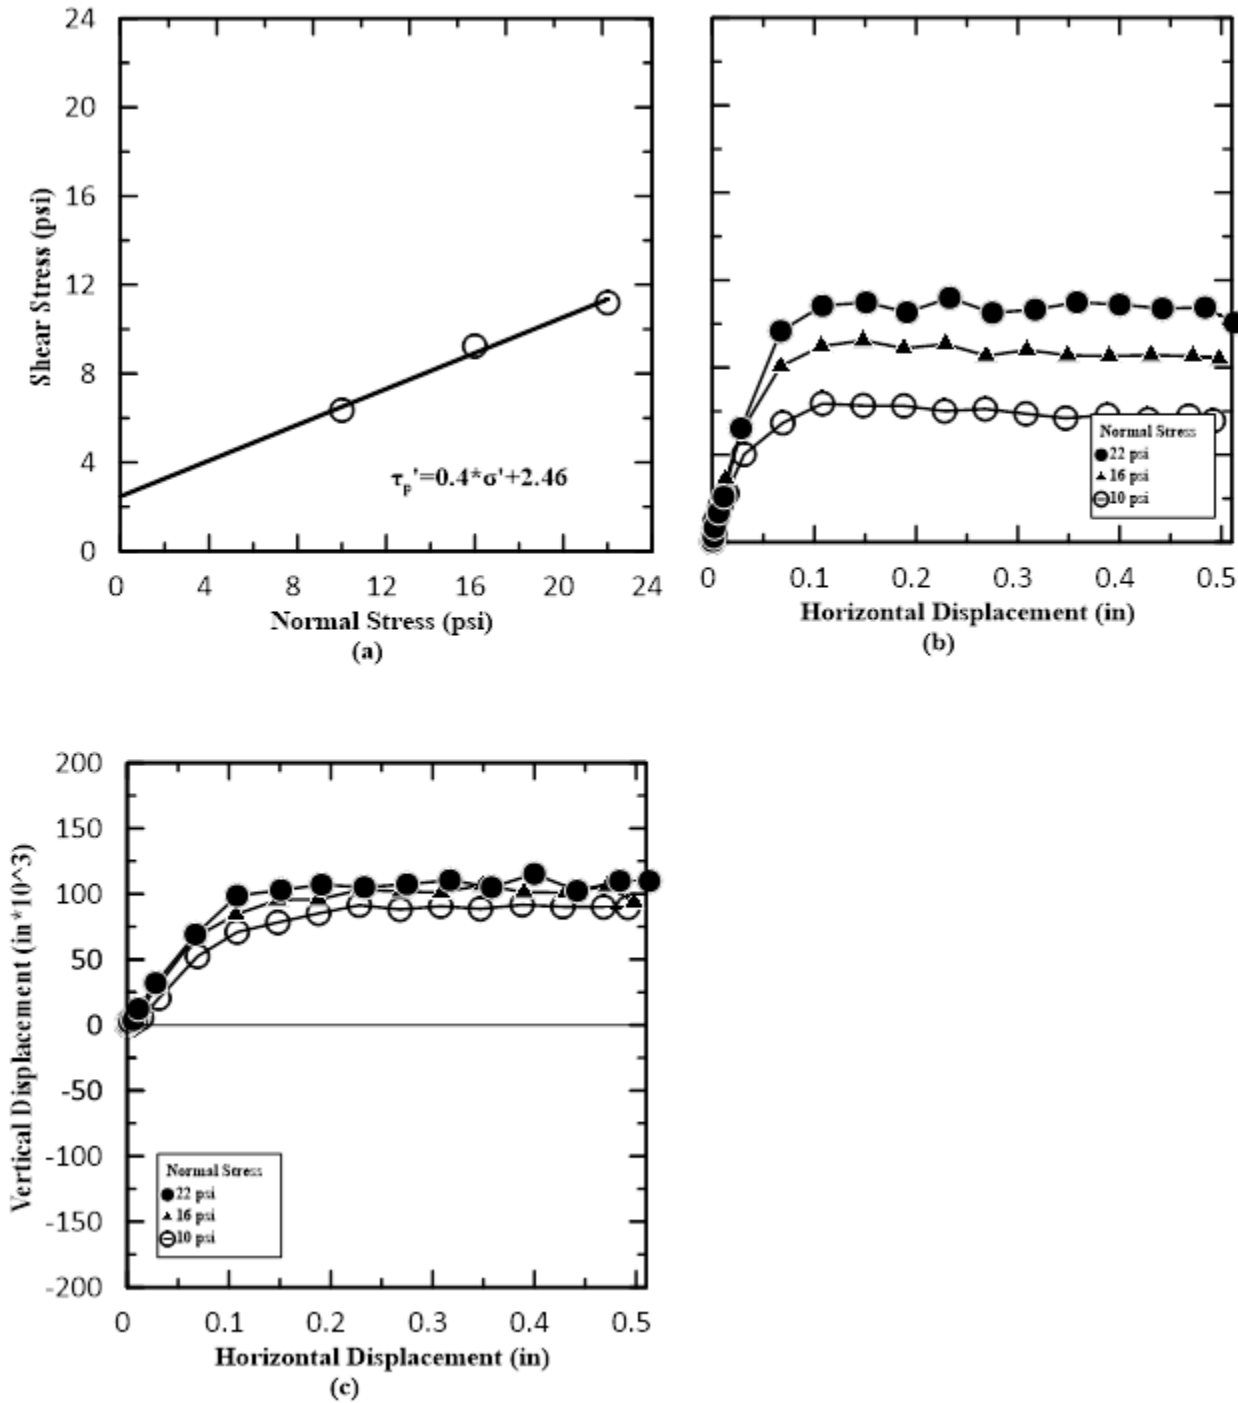 24
20
16
12
8
4
0
Shear Stress (psi)
τp'=0.4*σ'+2.46
0 4 8 12 16 20 24
Normal Stress (psi)
(a)
Normal Stress
22 psi
16 psi
10 psi
0 0.1 0.2 0.3 0.4 0.5
Horizontal Displacement (in)
(b)
200
150
100
50
0
-50
-100
-150
-200
Vertical Displacement (in*10^3)
Normal Stress
22 psi
16 psi
10 psi
0 0.1 0.2 0.3 0.4 0.5
Horizontal Displacement (in)
(c)